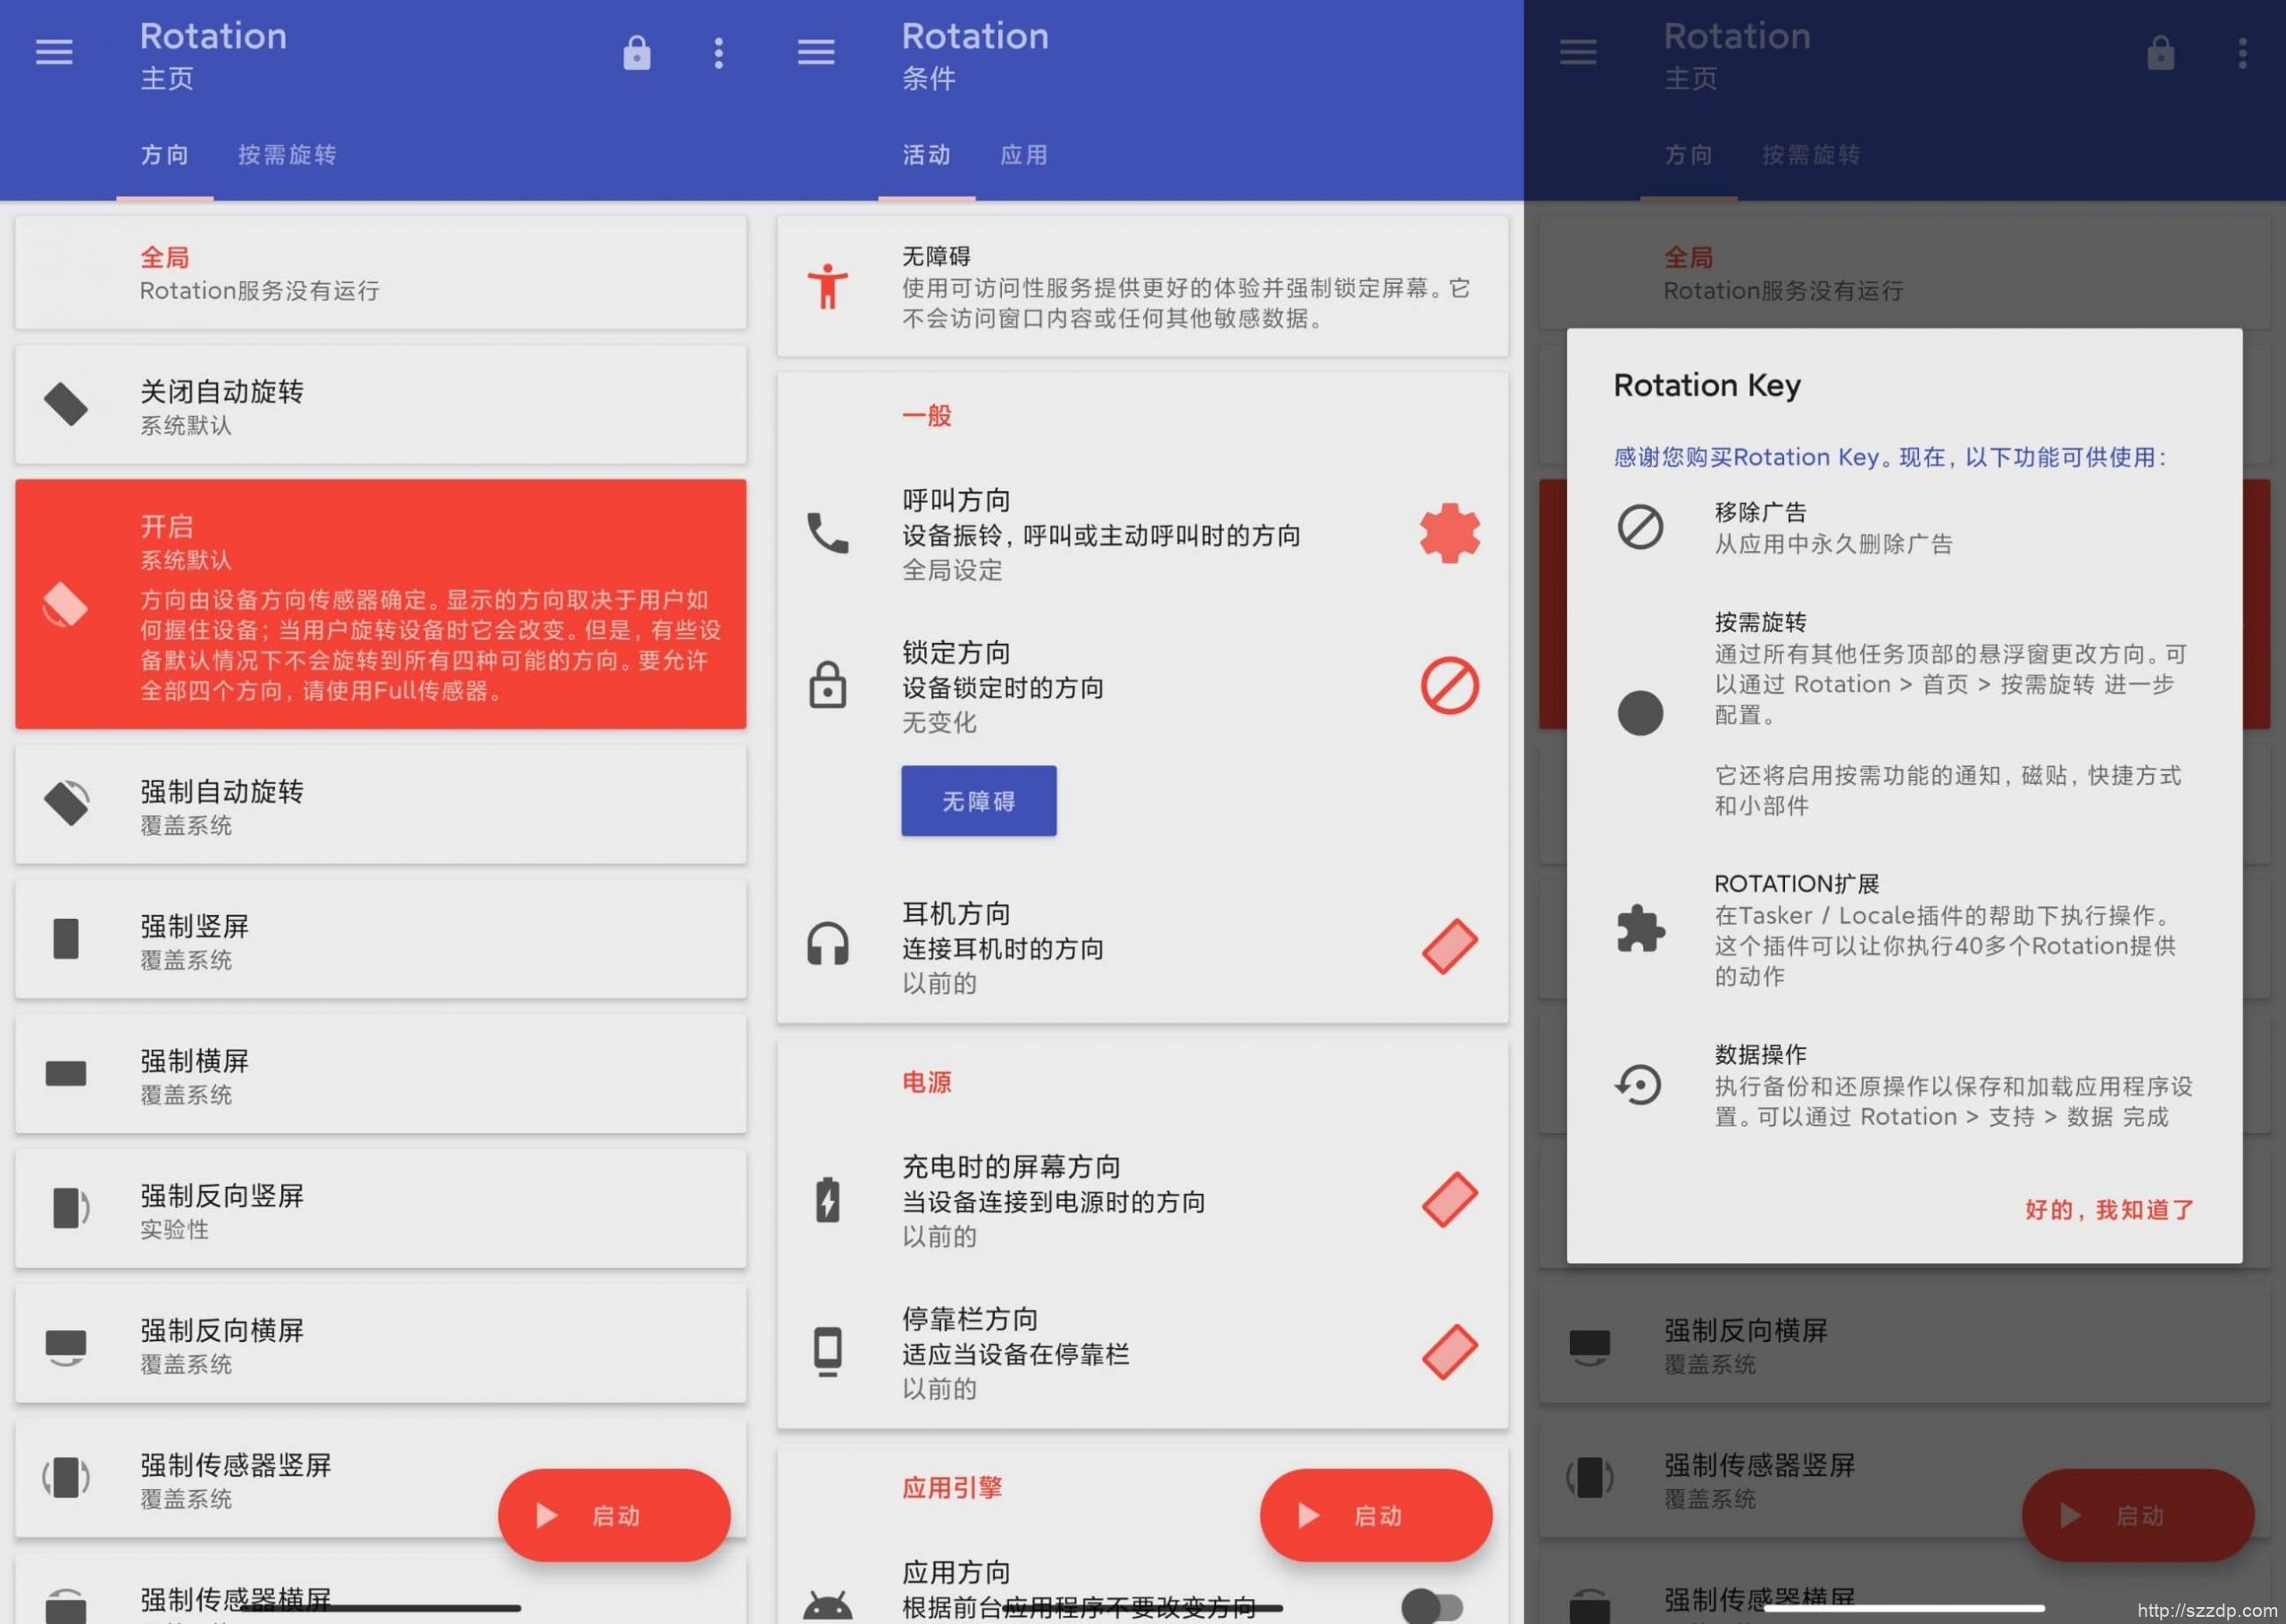 Rotation
主页
方向
按需旋转
全局
Rotation服务没有运行
关闭自动旋转
系统默认
开启
系统默认
方向由设备方向传感器确定。显示的方向取决于用户如
何握住设备；当用户旋转设备时它会改变。但是，有些设
备默认情况下不会旋转到所有四种可能的方向。要允许
全部四个方向，请使用Full传感器。
强制自动旋转
覆盖系统
强制竖屏
覆盖系统
强制横屏
覆盖系统
强制反向竖屏
实验性
强制反向横屏
覆盖系统
强制传感器竖屏
覆盖系统
启动
强制传感器横屏
Rotation
条件
活动
应用
无障碍
使用可访问性服务提供更好的体验并强制锁定屏幕。它
不会访问窗口内容或任何其他敏感数据。
一般
呼叫方向
设备振铃，呼叫或主动呼叫时的方向
全局设定
锁定方向
设备锁定时的方向
无变化
无障碍
耳机方向
连接耳机时的方向
以前的
电源
充电时的屏幕方向
当设备连接到电源时的方向
以前的
停靠栏方向
适应当设备在停靠栏
以前的
应用引擎
启动
应用方向
根据前台应用程序不要改变方向
Rotation
主页
方向
按需旋转
全局
Rotation服务没有运行
Rotation Key
感谢您购买Rotation Key。现在，以下功能可供使用：
移除广告
从应用中永久删除广告
按需旋转
通过所有其他任务顶部的悬浮窗更改方向。可
以通过 Rotation > 首页 > 按需旋转 进一步
配置。
它还将启用按需功能的通知，磁贴，快捷方式
和小部件
ROTATION扩展
在Tasker / Locale插件的帮助下执行操作。
这个插件可以让你执行40多个Rotation提供
的动作
数据操作
执行备份和还原操作以保存和加载应用程序设
置。可以通过 Rotation > 支持 > 数据 完成
好的，我知道了
强制反向横屏
覆盖系统
强制传感器竖屏
覆盖系统
启动
强制传感器横屏
http://szzdp.com